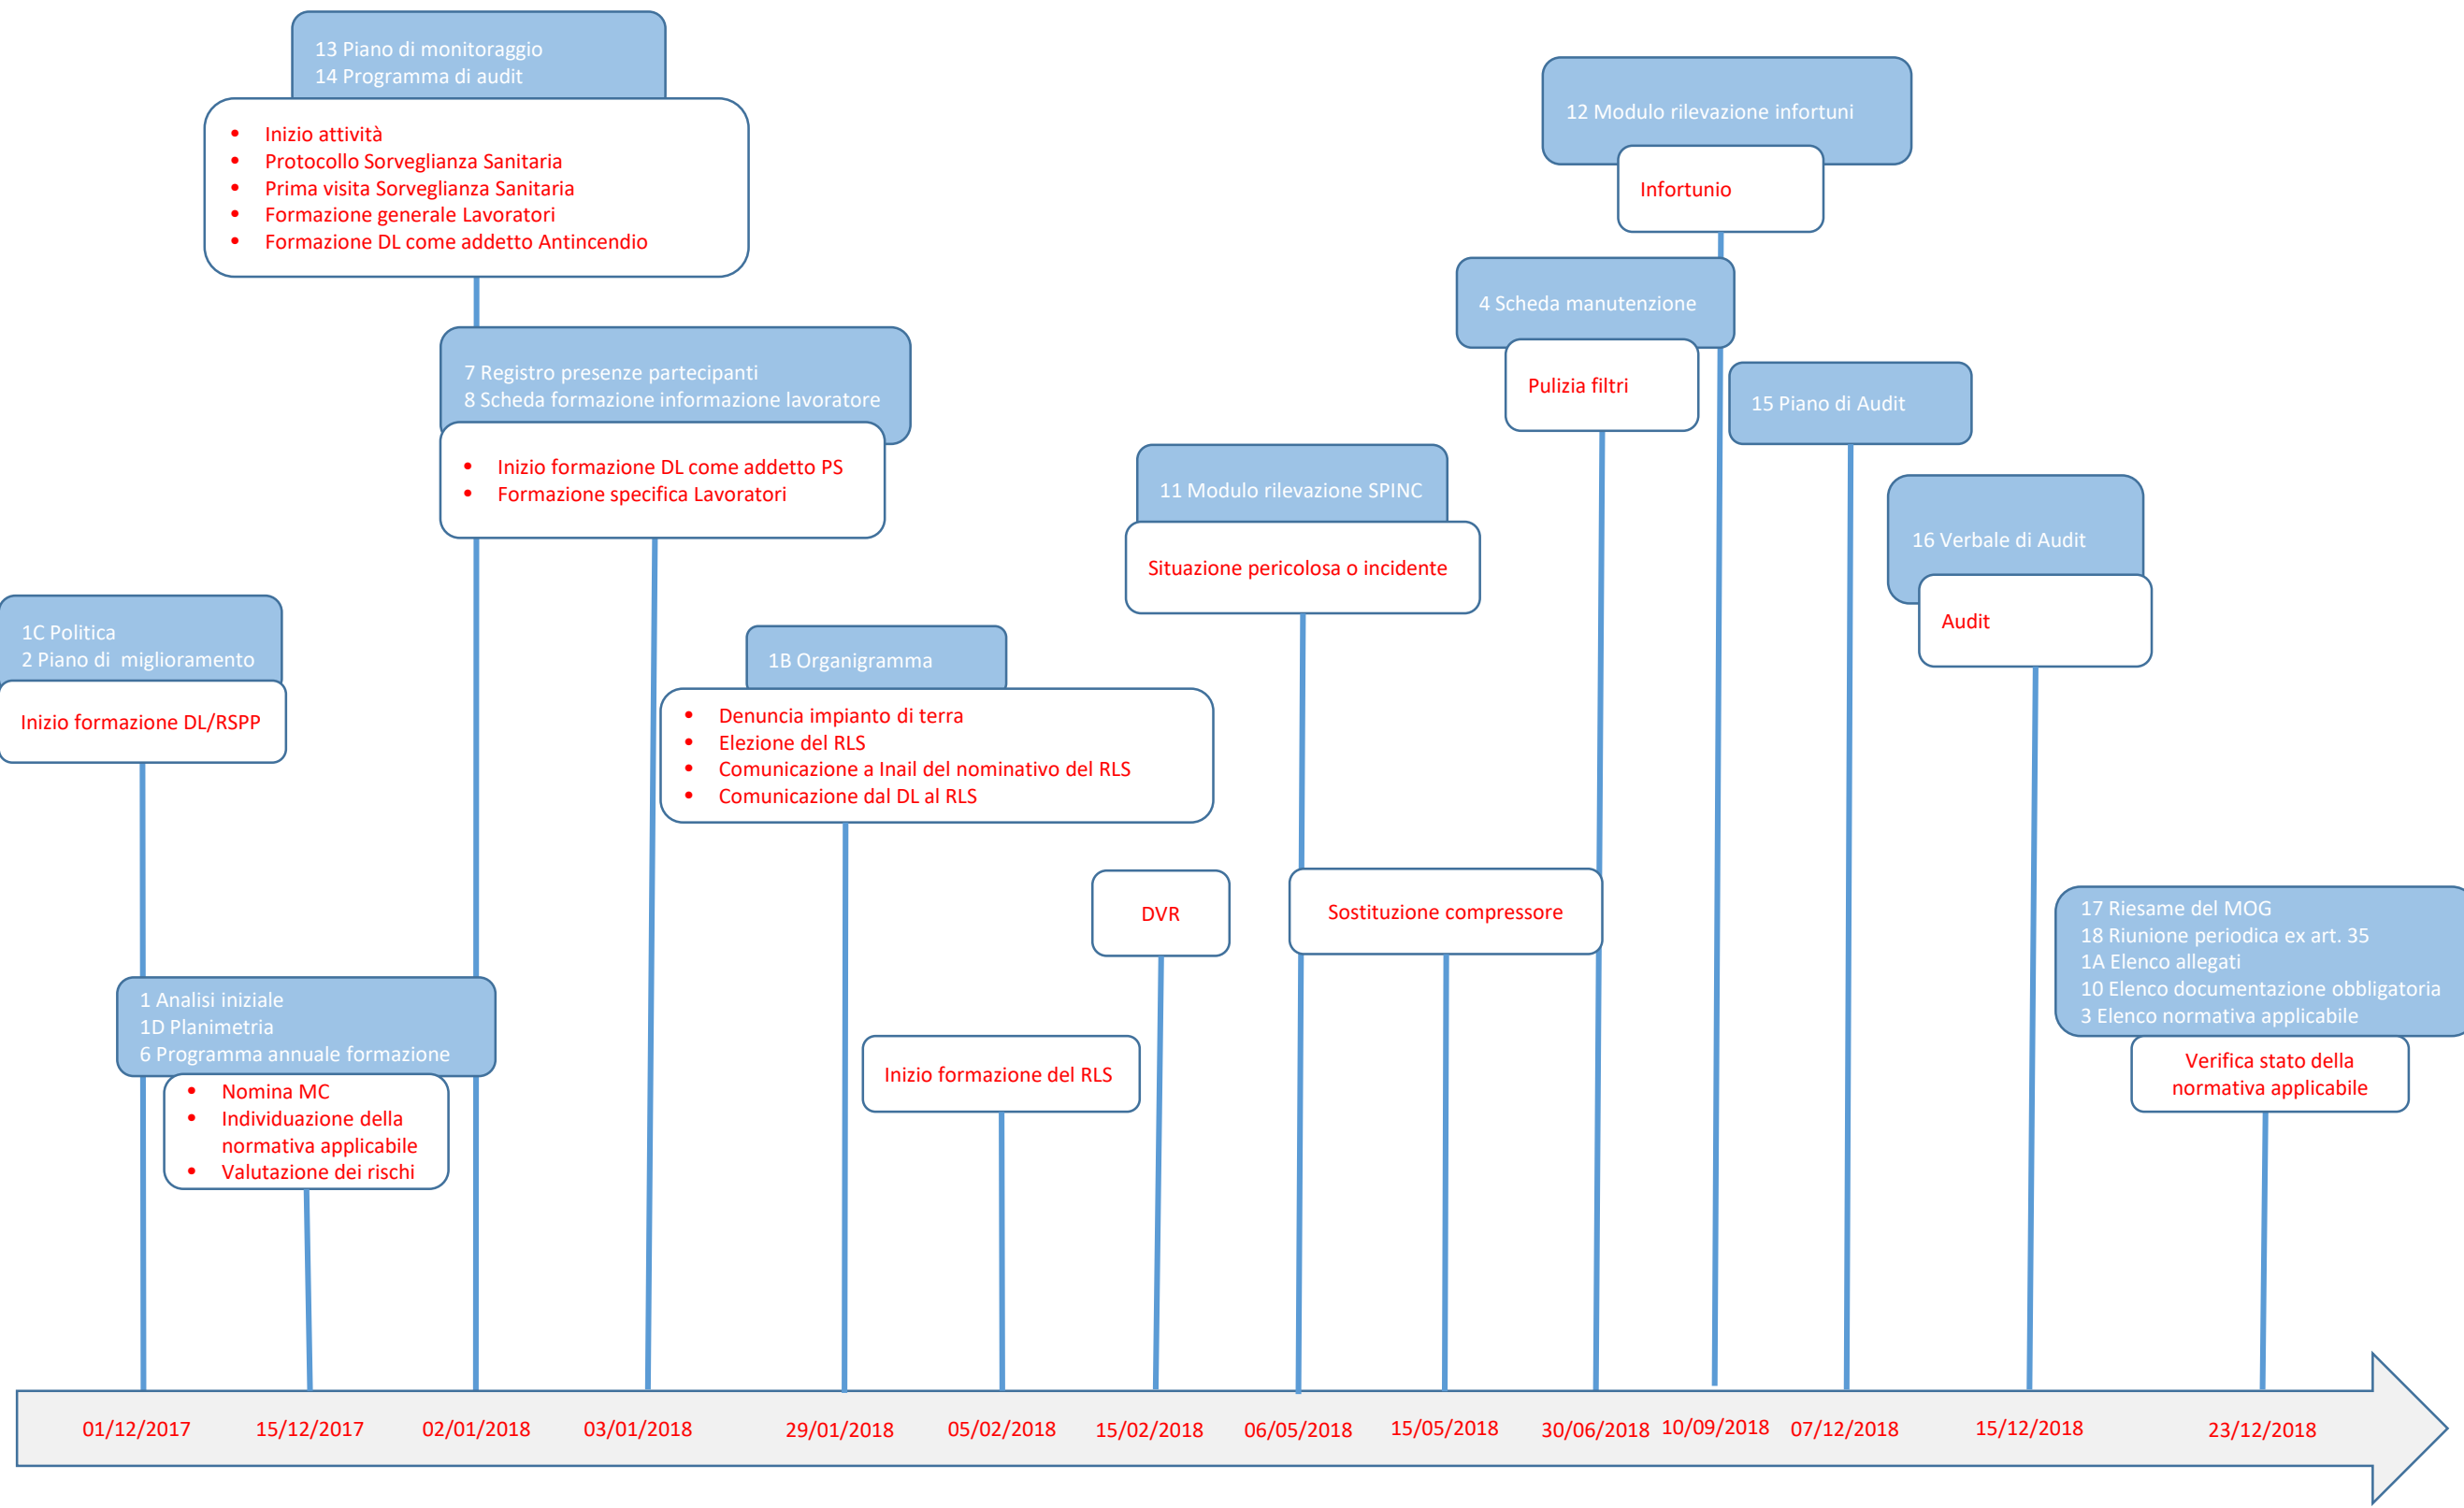 13 Piano di monitoraggio
14 Programma di audit
• Inizio attività
• Protocollo Sorveglianza Sanitaria
• Prima visita Sorveglianza Sanitaria
• Formazione generale Lavoratori
• Formazione DL come addetto Antincendio
12 Modulo rilevazione infortuni
Infortunio
4 Scheda manutenzione
Pulizia filtri
7 Registro presenze partecipanti
8 Scheda formazione informazione lavoratore
• Inizio formazione DL come addetto PS
• Formazione specifica Lavoratori
15 Piano di Audit
11 Modulo rilevazione SPINC
Situazione pericolosa o incidente
16 Verbale di Audit
Audit
1C Politica
2 Piano di miglioramento
Inizio formazione DL/RSPP
1B Organigramma
• Denuncia impianto di terra
• Elezione del RLS
• Comunicazione a Inail del nominativo del RLS
• Comunicazione dal DL al RLS
DVR
Sostituzione compressore
17 Riesame del MOG
18 Riunione periodica ex art. 35
1A Elenco allegati
10 Elenco documentazione obbligatoria
3 Elenco normativa applicabile
Verifica stato della
normativa applicabile
1 Analisi iniziale
1D Planimetria
6 Programma annuale formazione
• Nomina MC
• Individuazione della
normativa applicabile
• Valutazione dei rischi
Inizio formazione del RLS
01/12/2017
15/12/2017
02/01/2018
03/01/2018
29/01/2018
05/02/2018
15/02/2018
06/05/2018
15/05/2018
30/06/2018
10/09/2018
07/12/2018
15/12/2018
23/12/2018